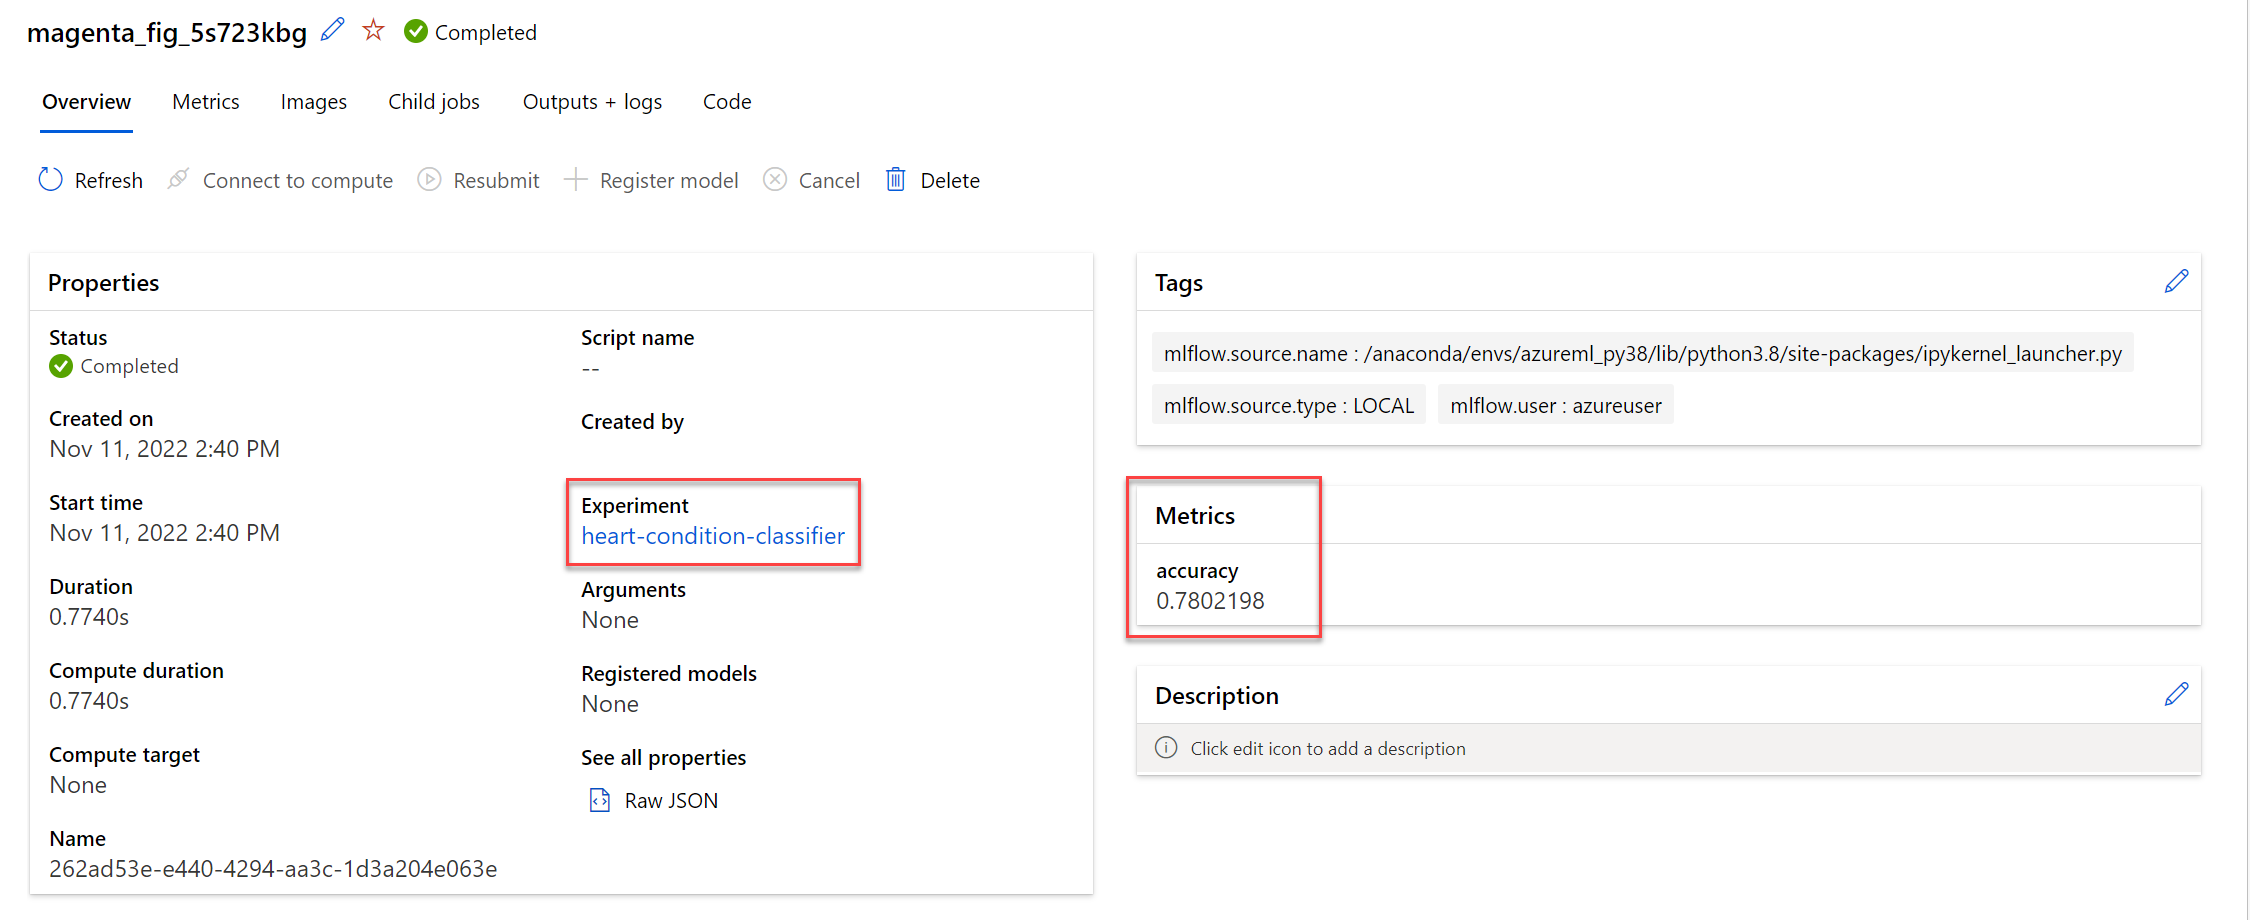 magenta_fig_5s723kbg Completed
Overview Metrics Images Child jobs Outputs + logs Code
Refresh Connect to compute Resubmit Register model Cancel Delete
Properties
Status
Completed
Created on
Nov 11, 2022 2:40 PM
Start time
Nov 11, 2022 2:40 PM
Duration
0.7740s
Compute duration
0.7740s
Compute target
None
Name
262ad53e-e440-4294-aa3c-1d3a204e063e
Script name
--
Created by
Experiment
heart-condition-classifier
Arguments
None
Registered models
None
See all properties
Raw JSON
Tags
mlflow.source.name : /anaconda/envs/azureml_py38/lib/python3.8/site-packages/ipykernel_launcher.py
mlflow.source.type : LOCAL mlflow.user : azureuser
Metrics
accuracy
0.7802198
Description
Click edit icon to add a description